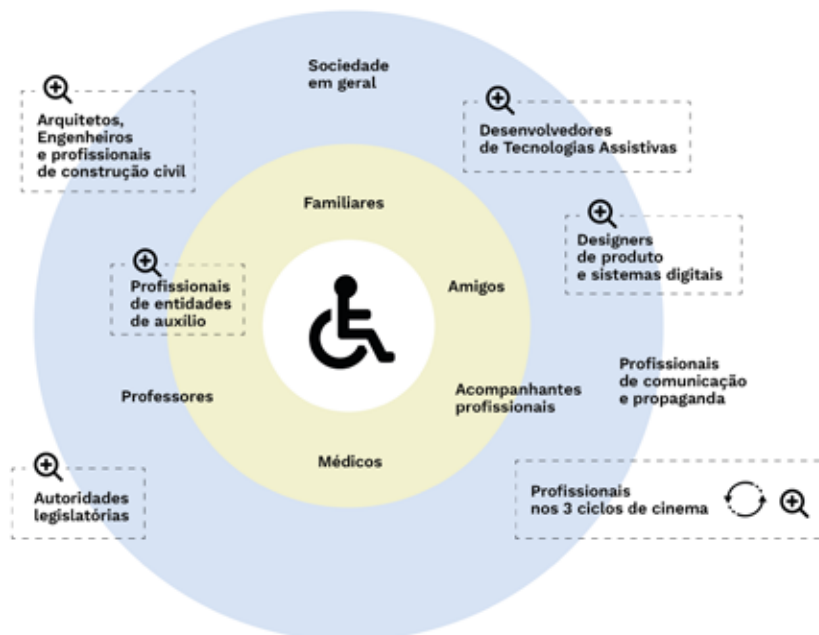 Sociedade
em geral
Arquitetos,
Engenheiros
e profissionais
de construção civil
Desenvolvedores
de Tecnologias Assistivas
Familiares
Designers
de produto
e sistemas digitais
Profissionais
de entidades
de auxílio
Amigos
Professores
Acompanhantes
profissionais
Profissionais
de comunicação
e propaganda
Médicos
Autoridades
legislatórias
Profissionais
nos 3 ciclos de cinema